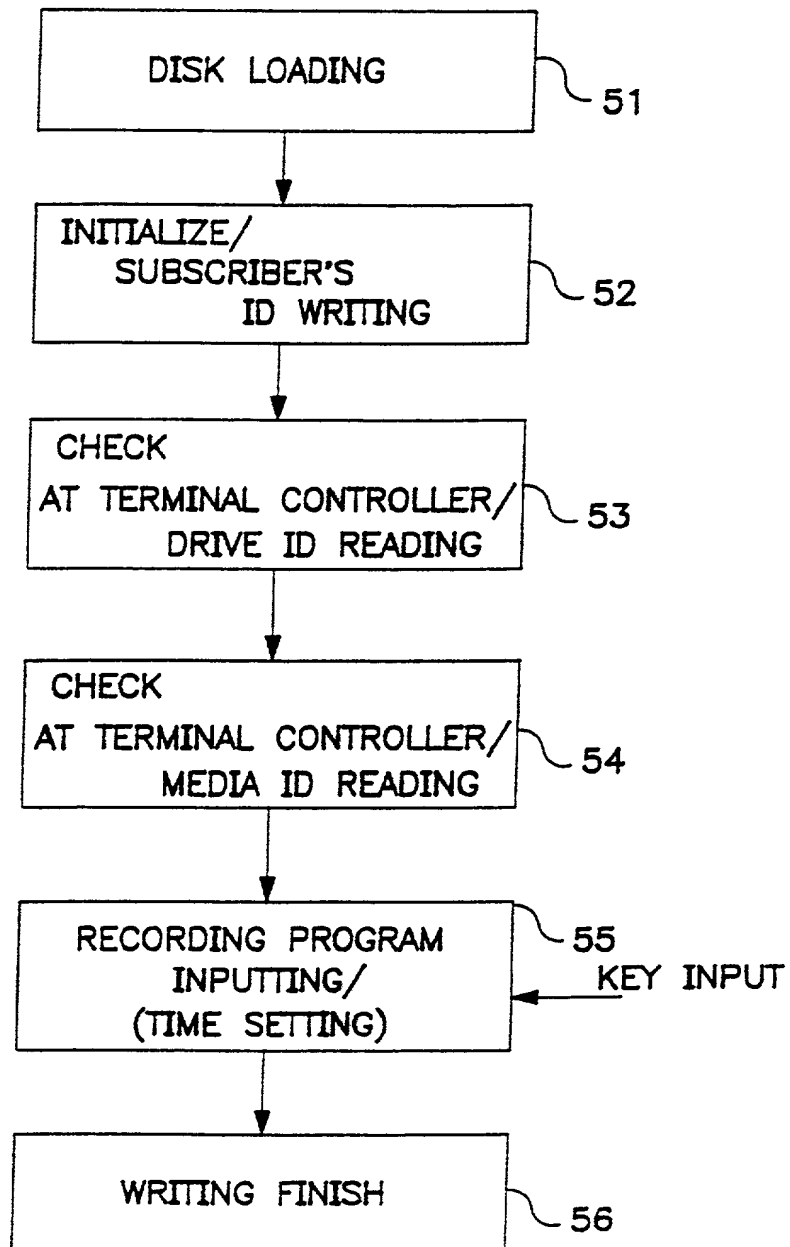 DISK LOADING
51
INITIALIZE/
SUBSCRIBER'S
ID WRITING
52
CHECK
AT TERMINAL CONTROLLER/
DRIVE ID READING
53
CHECK
AT TERMINAL CONTROLLER/
MEDIA ID READING
54
RECORDING PROGRAM
INPUTTING/
(TIME SETTING)
55
KEY INPUT
WRITING FINISH
56